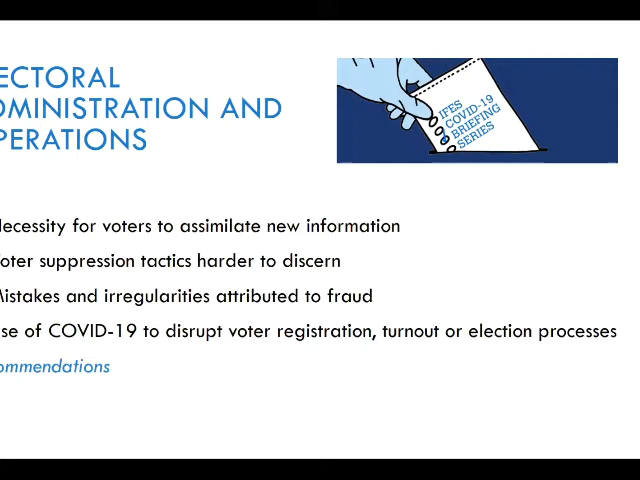 ECTORAL
DMINISTRATION AND
PERATIONS
IFES
COVID-19
BRIEFING
SERIES
ecessity for voters to assimilate new information
oter suppression tactics harder to discern
Mistakes and irregularities attributed to fraud
se of COVID-19 to disrupt voter registration, turnout or election processes
ommendations